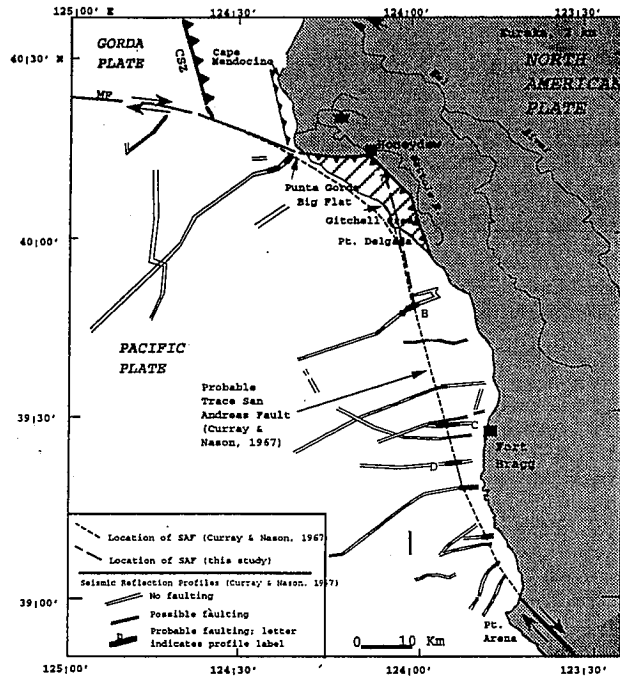 125°00' E
124°30'
124°00'
123°30'
40°30' N
GORDA
PLATE
CSZ
Cape
Mendocino
Eureka, 7 km
NORTH
AMERICAN
PLATE
MF
Honeydew
Punta Gorda
Big Flat
Gitchell
Pt. Delgada
40°00'
B
PACIFIC
PLATE
Probable
Trace San
Andreas Fault
(Curray &
Nason, 1967)
39°30'
C
Fort
Bragg
D
E
Location of SAF (Curray & Nason, 1967)
Location of SAF (this study)
Seismic Reflection Profiles (Curray & Nason, 1967)
No faulting
Possible faulting
Probable faulting; letter
indicates profile label
39°00'
0 10 Km
Pt.
Arena
125°00'
124°30'
124°00'
123°30'